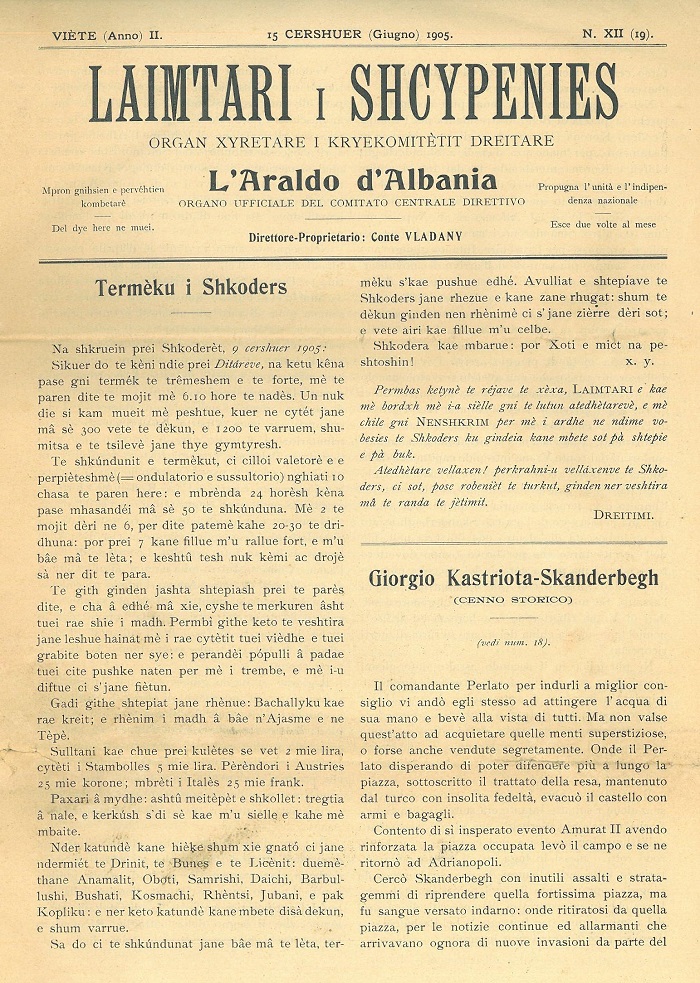 VIÈTE (Anno) II.
15 CERSHUER (Giugno) 1905.
N. XII (19).
LAIMTARI I SHCYPENIES
ORGAN XYRETARE I KRYEKOMITÈTIT DREITARE
Mpron gnihsien e pervéhtien
kombetarè
Del dye here ne muei.
L'Araldo d'Albania
ORGANO UFFICIALE DEL COMITATO CENTRALE DIRETTIVO
Direttore-Proprietario: Conte VLADANY
Propugna l'unità e l'indipen-
denza nazionale
Esce due volte al mese
Termèku i Shkoders
Na shkruein prei Shkoderèt, 9 cershuer 1905:
Sikuer do te kèni ndie prei Ditáreve, na ketu kêna
pase gni termék te trêmeshem e te forte, mè te
paren dite te mojit mè 6.10 hore te nadès. Un nuk
die si kam mueit mè peshtue, kuer ne cytét jane
mâ sè 300 vete te dèkun, e 1200 te varruem, shu-
mitsa e te tsilevè jane thye gymtyresh.
Te shkúndunit e termèkut, ci cilloi valetorè e e
perpièteshmè (= ondulatorio e sussultorio) nghiati 10
chasa te paren here: e mbrènda 24 horèsh kèna
pase mhasandéi mâ sè 50 te shkúnduna. Mè 2 te
mojit dèri ne 6, per dite patemè kahe 20-30 te dri-
dhuna: por prei 7 kane fillue m'u rallue fort, e m'u
bâe mà te lèta; e keshtû tesh nuk kèmi ac drojè
sà ner dit te para.
Te gith ginden jashta shtepiash prei te parès
dite, e cha â edhé mâ xie, cyshe te merkuren âsht
tuei rae shie i madh. Permbi githe keto te veshtira
jane leshue hainat mè i rae cytètit tuei vièdhe e tuei
grabite boten ner sye: e perandèi pópulli â padae
tuei cite pushke naten per mè i trembe, e mè i-u
diftue ci s'jane fiètun.
Gadi githe shtepiat jane rhènue: Bachallyku kae
rae kreit; e rhènim i madh â bâe n'Ajasme e ne
Tèpè.
Sulltani kae chue prei kulètes se vet 2 mie lira,
cytèti i Stambolles 5 mie lira. Pèrèndori i Austries
25 mie korone; mbrèti i Italès 25 mie frank.
Paxari â mydhe: ashtû meitèpèt e shkollet: tregtia
â nale, e kerkúsh s'di sè kae m'u sielle e kahe mè
mbaite.
Nder katundè kane hièke shum xie gnató ci jane
ndermiét te Drinit, te Bunes e te Licènit: duemè-
thane Anamalit, Oboti, Samrishi, Daichi, Barbul-
lushi, Bushati, Kosmachi, Rhèntsi, Jubani, e pak
Kopliku: e ner keto katundè kane mbete disà dekun,
e shum varrue.
Sa do ci te shkúndunat jane bâe mâ te lèta, ter-
mèku s'kae pushue edhé. Avulliat e shtepiave te
Shkoders jane rhezue e kane zane rhugat: shum te
dèkun ginden nen rhènimè ci s'jane zièrre dèri sot;
e vete airi kae fillue m'u celbe.
Shkodera kae mbarue: por Xoti e mict na pe-
shtoshin!
x. y.
Permbas ketynè te réjave te xèxa, LAIMTARI e kae
mè bordxh mè i-a sièlle gni te lutun atedhètarevè, e mè
chile gni NENSHKRIM per mè i ardhe ne ndime vo-
besies te Shkoders ku gindeia kane mbete sot pà shtepie
e pà buk.
Atedhètare vellaxen! perkrahni-u velláxenve te Shko-
ders, ci sot, pose robeniét te turkut, ginden ner veshtira
mâ te randa te jètimit.
DREITIMI.
Giorgio Kastriota-Skanderbegh
(CENNO STORICO)
(vedi num. 18).
Il comandante Perlato per indurli a miglior con-
siglio vi andò egli stesso ad attingere l'acqua di
sua mano e bevè alla vista di tutti. Ma non valse
quest'atto ad acquietare quelle menti superstiziose,
o forse anche vendute segretamente. Onde il Per-
lato disperando di poter difendere più a lungo la
piazza, sottoscritto il trattato della resa, mantenuto
dal turco con insolita fedeltà, evacuò il castello con
armi e bagagli.
Contento di sì insperato evento Amurat II avendo
rinforzata la piazza occupata levò il campo e se ne
ritornò ad Adrianopoli.
Cercò Skanderbegh con inutili assalti e strata-
gemmi di riprendere quella fortissima piazza, ma
fu sangue versato indarno: onde ritiratosi da quella
piazza, per le notizie continue ed allarmanti che
arrivavano ognora di nuove invasioni da parte del